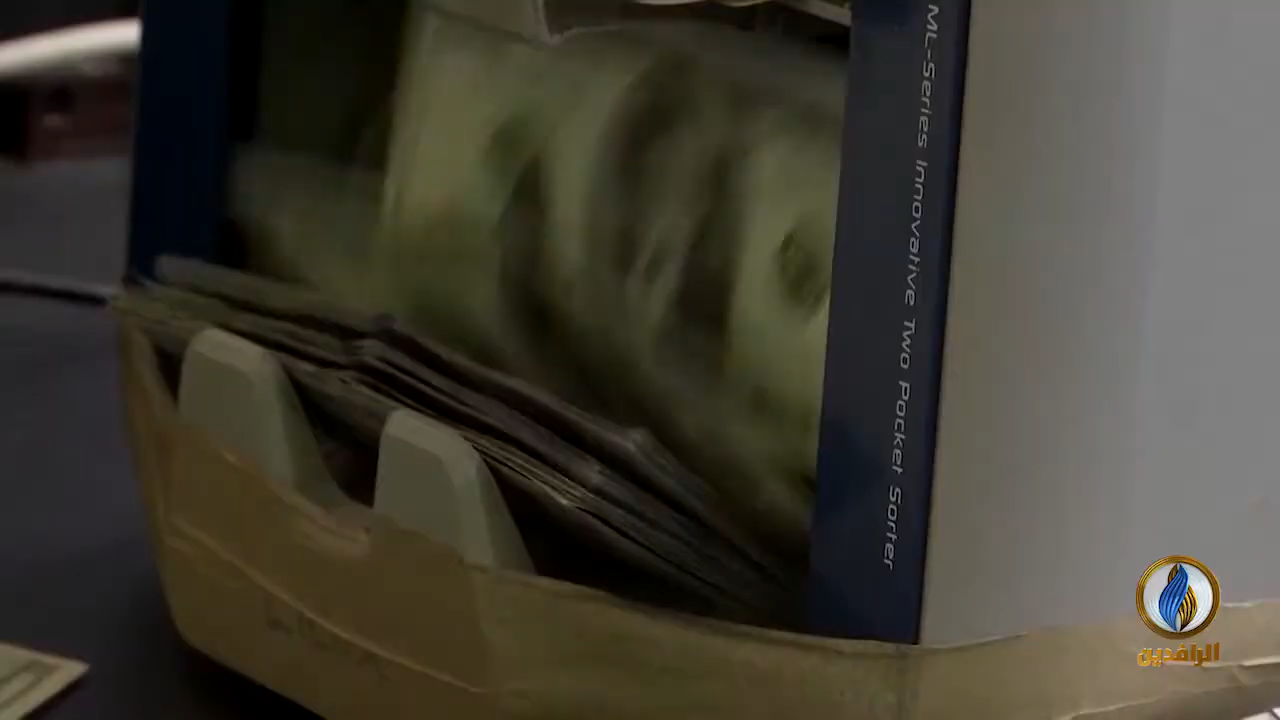 ML-Series Innovative Two Pocket Sorter
الرافدين